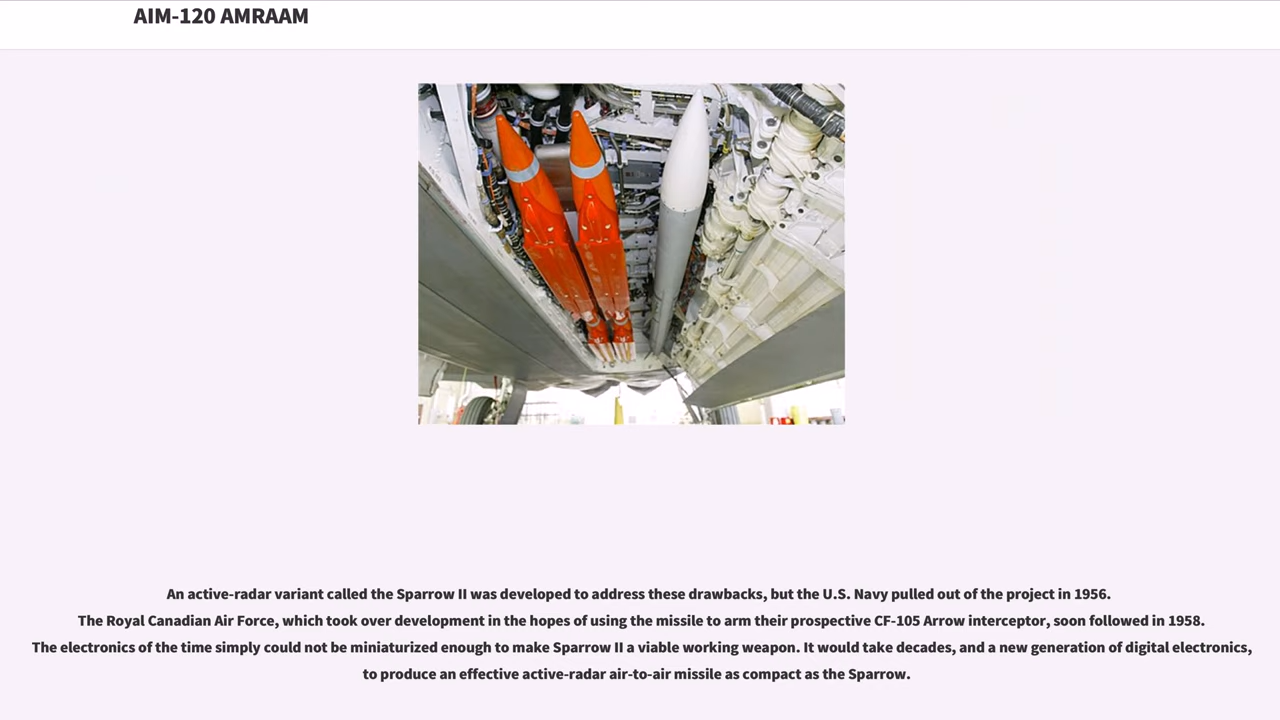 AIM-120 AMRAAM
An active-radar variant called the Sparrow II was developed to address these drawbacks, but the U.S. Navy pulled out of the project in 1956.
The Royal Canadian Air Force, which took over development in the hopes of using the missile to arm their prospective CF-105 Arrow interceptor, soon followed in 1958.
The electronics of the time simply could not be miniaturized enough to make Sparrow II a viable working weapon. It would take decades, and a new generation of digital electronics,
to produce an effective active-radar air-to-air missile as compact as the Sparrow.